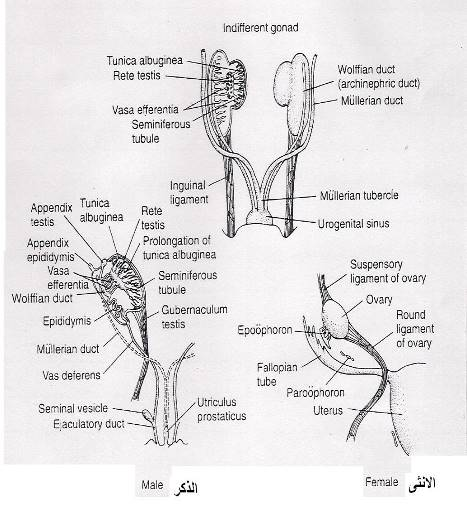 Indifferent gonad
Tunica albuginea
Rete testis
Vasa efferentia
Seminiferous
tubule
Wolffian duct
(archinephric duct)
Müllerian duct
Inguinal
ligament
Müllerian tubercle
Urogenital sinus
Appendix
testis
Tunica
albuginea
Rete
testis
Prolongation of
tunica albuginea
Appendix
epididymis
Vasa
efferentia
Wolffian duct
Epididymis
Müllerian duct
Vas deferens
Seminiferous
tubule
Gubernaculum
testis
Seminal vesicle
Ejaculatory duct
Utriculus
prostaticus
Suspensory
ligament of ovary
Ovary
Round
ligament
of ovary
Epoöphoron
Fallopian
tube
Paroöphoron
Uterus
Male الذكر
Female الانثى